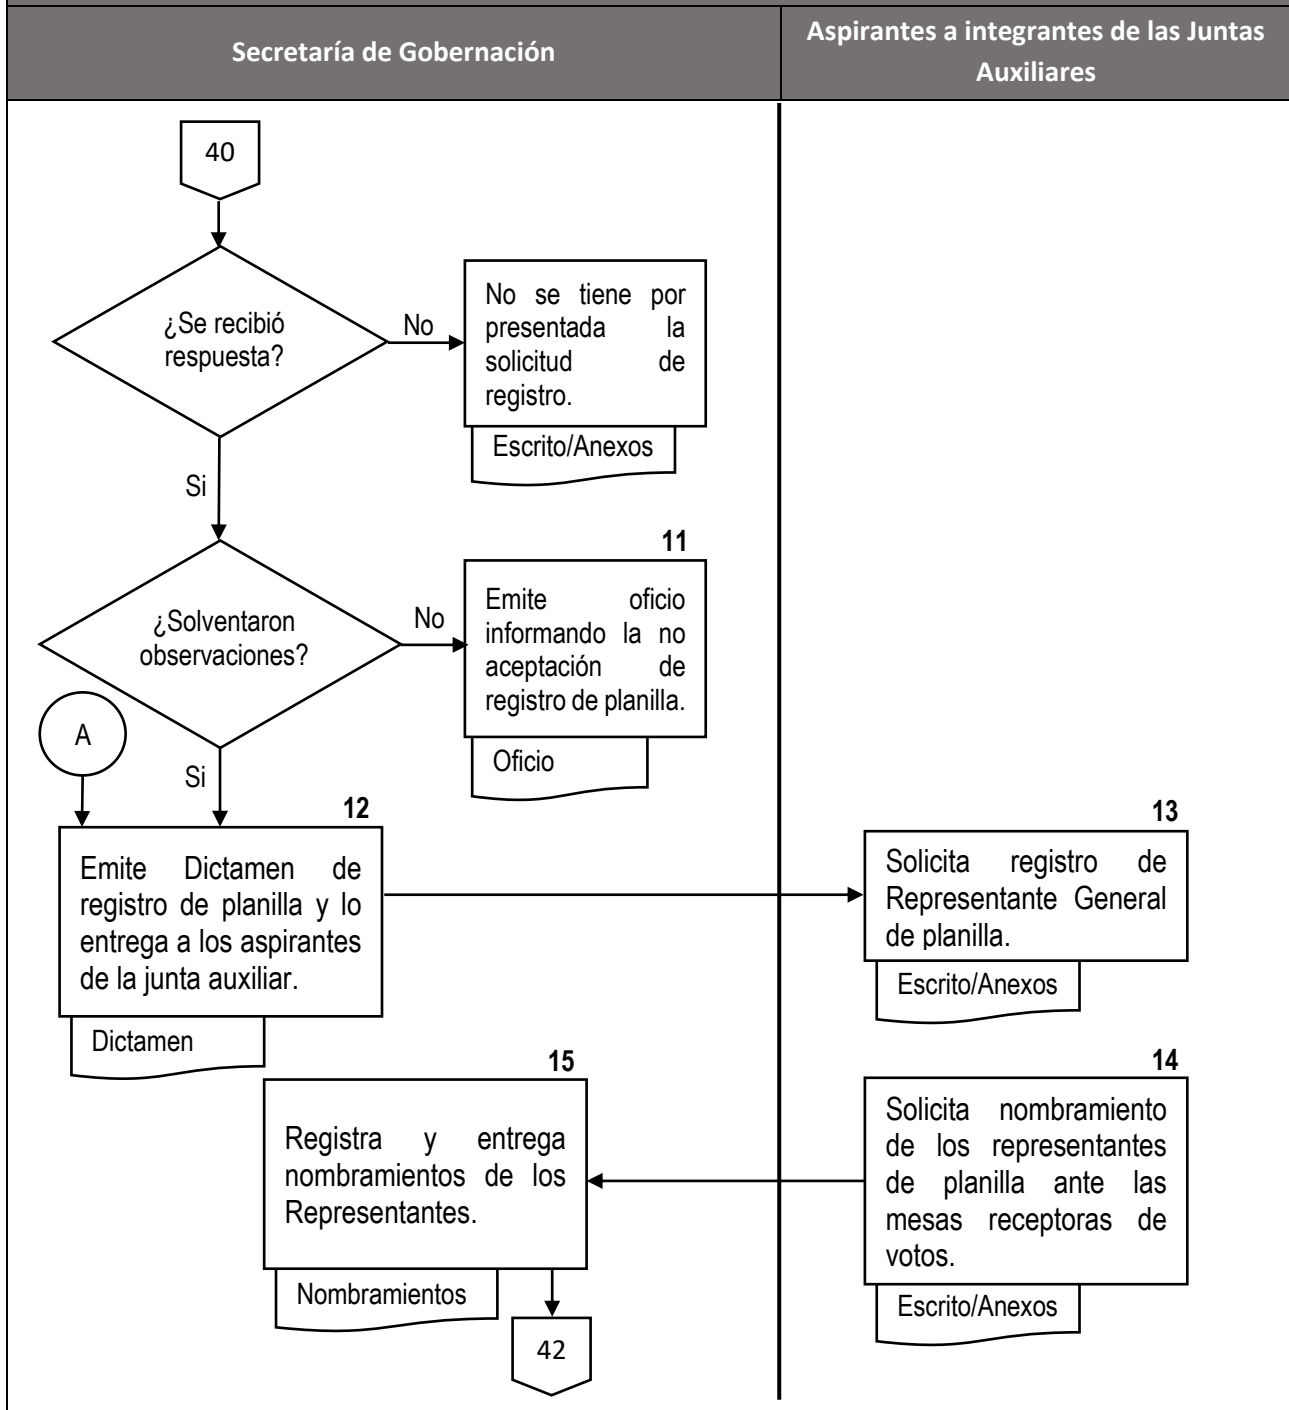 Secretaría de Gobernación
Aspirantes a integrantes de las Juntas
Auxiliares
40
¿Se recibió
respuesta?
No
No se tiene por
presentada la
solicitud de
registro.
Escrito/Anexos
Si
11
¿Solventaron
observaciones?
No
Emite oficio
informando la no
aceptación de
registro de planilla.
Oficio
A
Si
12
Emite Dictamen de
registro de planilla y lo
entrega a los aspirantes
de la junta auxiliar.
Dictamen
13
Solicita registro de
Representante General
de planilla.
Escrito/Anexos
14
Solicita nombramiento
de los representantes
de planilla ante las
mesas receptoras de
votos.
Escrito/Anexos
15
Registra y entrega
nombramientos de los
Representantes.
Nombramientos
42